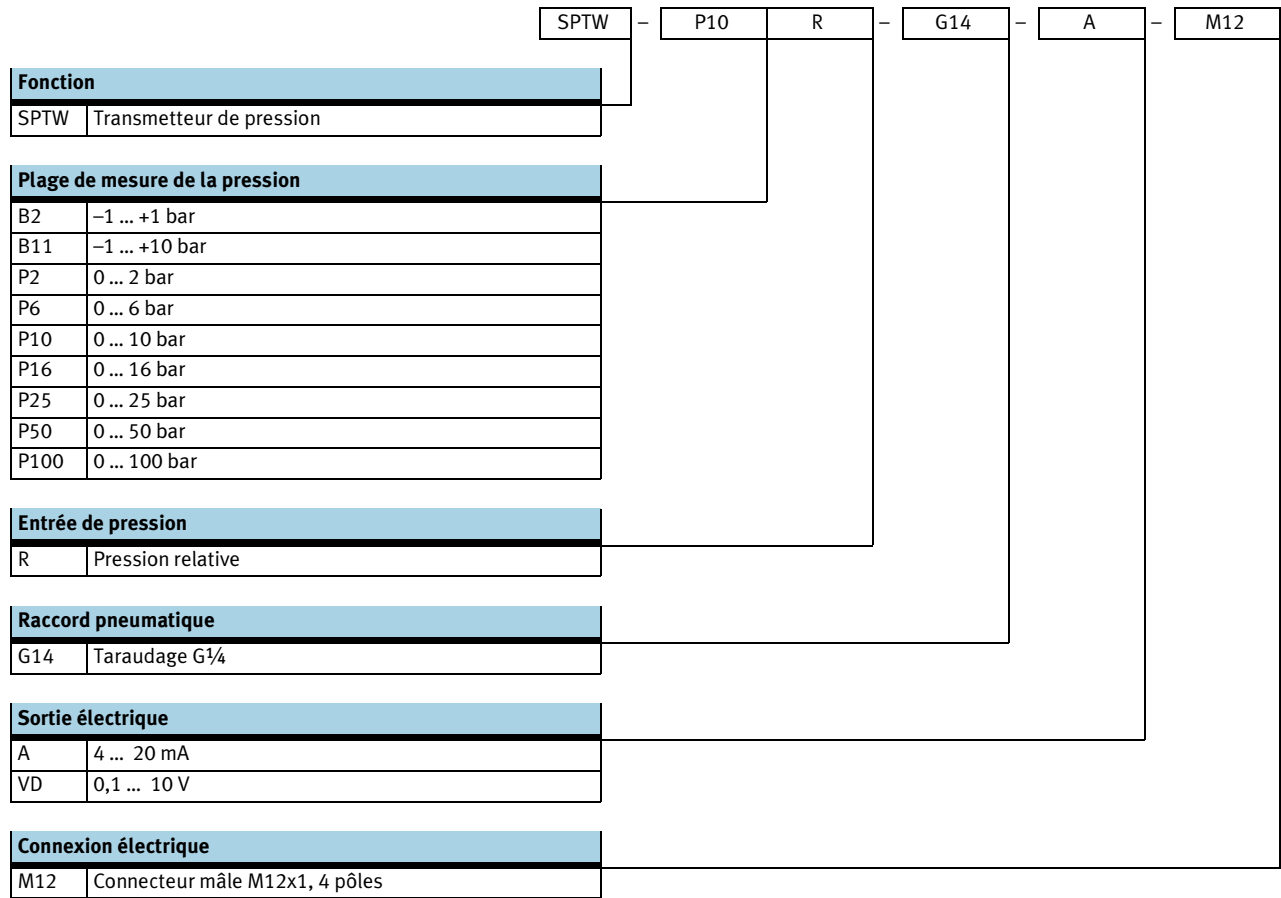 SPTW – P10 R – G14 – A – M12
Fonction
SPTW Transmetteur de pression
Plage de mesure de la pression
B2 –1 ... +1 bar
B11 –1 ... +10 bar
P2 0 ... 2 bar
P6 0 ... 6 bar
P10 0 ... 10 bar
P16 0 ... 16 bar
P25 0 ... 25 bar
P50 0 ... 50 bar
P100 0 ... 100 bar
Entrée de pression
R Pression relative
Raccord pneumatique
G14 Taraudage G¼
Sortie électrique
A 4 ... 20 mA
VD 0,1 ... 10 V
Connexion électrique
M12 Connecteur mâle M12x1, 4 pôles